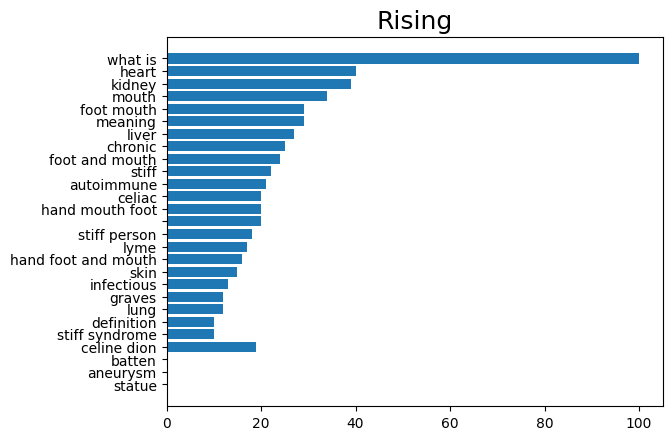 Rising
what is
heart
kidney
mouth
foot mouth
meaning
liver
chronic
foot and mouth
stiff
autoimmune
celiac
hand mouth foot
stiff person
lyme
hand foot and mouth
skin
infectious
graves
lung
definition
stiff syndrome
celine dion
batten
aneurysm
statue
0 20 40 60 80 100